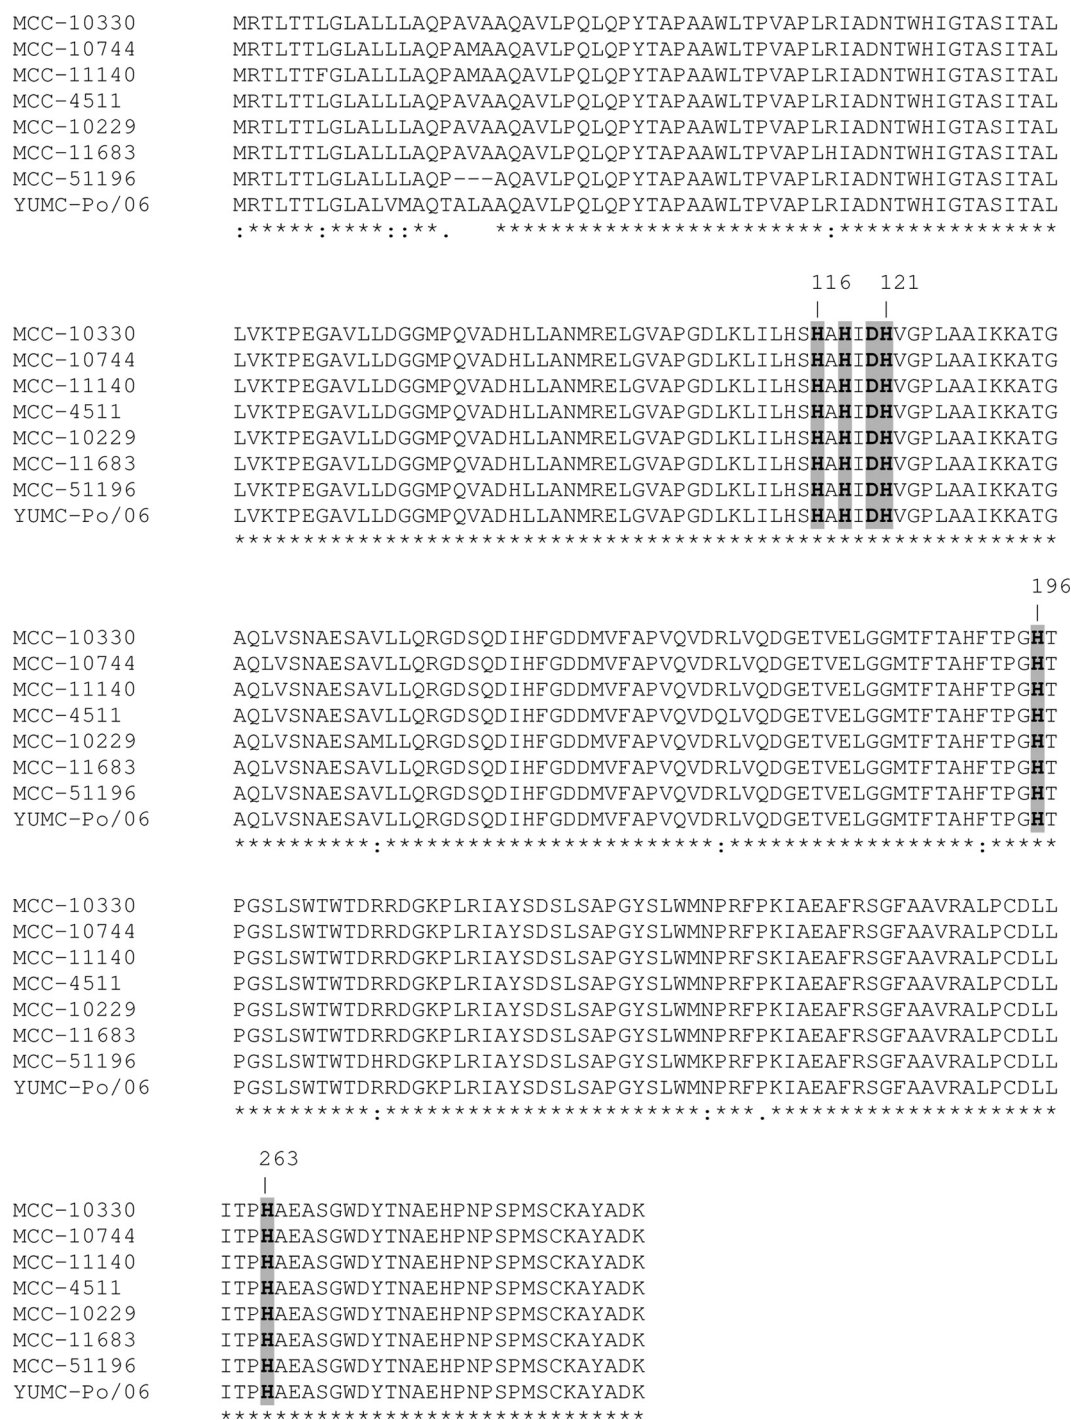 MCC-10330 MRTLTTLGLALLLAQPAVAAQAVLPQLQPYTAPAAWLTPVAPLRIADNTWHIGTASITAL
MCC-10744 MRTLTTLGLALLLAQPAMAAQAVLPQLQPYTAPAAWLTPVAPLRIADNTWHIGTASITAL
MCC-11140 MRTLTTFGLALLLAQPAMAAQAVLPQLQPYTAPAAWLTPVAPLRIADNTWHIGTASITAL
MCC-4511 MRTLTTLGLALLLAQPAVAAQAVLPQLQPYTAPAAWLTPVAPLRIADNTWHIGTASITAL
MCC-10229 MRTLTTLGLALLLAQPAVAAQAVLPQLQPYTAPAAWLTPVAPLRIADNTWHIGTASITAL
MCC-11683 MRTLTTLGLALLLAQPAVAAQAVLPQLQPYTAPAAWLTPVAPLHIADNTWHIGTASITAL
MCC-51196 MRTLTTLGLALLLAQP---AQAVLPQLQPYTAPAAWLTPVAPLRIADNTWHIGTASITAL
YUMC-Po/06 MRTLTTLGLALVMAQTALAAQAVLPQLQPYTAPAAWLTPVAPLRIADNTWHIGTASITAL
:*****:****::**.   ************************:****************
116 121
MCC-10330 LVKTPEGAVLLDGGMPQVADHLLANMRELGVAPGDLKLILHSHAHIDHVGPLAAIKKATG
MCC-10744 LVKTPEGAVLLDGGMPQVADHLLANMRELGVAPGDLKLILHSHAHIDHVGPLAAIKKATG
MCC-11140 LVKTPEGAVLLDGGMPQVADHLLANMRELGVAPGDLKLILHSHAHIDHVGPLAAIKKATG
MCC-4511 LVKTPEGAVLLDGGMPQVADHLLANMRELGVAPGDLKLILHSHAHIDHVGPLAAIKKATG
MCC-10229 LVKTPEGAVLLDGGMPQVADHLLANMRELGVAPGDLKLILHSHAHIDHVGPLAAIKKATG
MCC-11683 LVKTPEGAVLLDGGMPQVADHLLANMRELGVAPGDLKLILHSHAHIDHVGPLAAIKKATG
MCC-51196 LVKTPEGAVLLDGGMPQVADHLLANMRELGVAPGDLKLILHSHAHIDHVGPLAAIKKATG
YUMC-Po/06 LVKTPEGAVLLDGGMPQVADHLLANMRELGVAPGDLKLILHSHAHIDHVGPLAAIKKATG
************************************************************
196
MCC-10330 AQLVSNAESAVLLQRGDSQDIHFGDDMVFAPVQVDRLVQDGETVELGGMTFTAHFTPGHT
MCC-10744 AQLVSNAESAVLLQRGDSQDIHFGDDMVFAPVQVDRLVQDGETVELGGMTFTAHFTPGHT
MCC-11140 AQLVSNAESAVLLQRGDSQDIHFGDDMVFAPVQVDRLVQDGETVELGGMTFTAHFTPGHT
MCC-4511 AQLVSNAESAVLLQRGDSQDIHFGDDMVFAPVQVDQLVQDGETVELGGMTFTAHFTPGHT
MCC-10229 AQLVSNAESAMLLQRGDSQDIHFGDDMVFAPVQVDRLVQDGETVELGGMTFTAHFTPGHT
MCC-11683 AQLVSNAESAVLLQRGDSQDIHFGDDMVFAPVQVDRLVQDGETVELGGMTFTAHFTPGHT
MCC-51196 AQLVSNAESAVLLQRGDSQDIHFGDDMVFAPVQVDRLVQDGETVELGGMTFTAHFTPGHT
YUMC-Po/06 AQLVSNAESAVLLQRGDSQDIHFGDDMVFAPVQVDRLVQDGETVELGGMTFTAHFTPGHT
**********:************************:******************:*****
MCC-10330 PGSLSWTWTDRRDGKPLRIAYSDSLSAPGYSLWMNPRFPKIAEAFRSGFAAVRALPCDLL
MCC-10744 PGSLSWTWTDRRDGKPLRIAYSDSLSAPGYSLWMNPRFPKIAEAFRSGFAAVRALPCDLL
MCC-11140 PGSLSWTWTDRRDGKPLRIAYSDSLSAPGYSLWMNPRFSKIAEAFRSGFAAVRALPCDLL
MCC-4511 PGSLSWTWTDRRDGKPLRIAYSDSLSAPGYSLWMNPRFPKIAEAFRSGFAAVRALPCDLL
MCC-10229 PGSLSWTWTDRRDGKPLRIAYSDSLSAPGYSLWMNPRFPKIAEAFRSGFAAVRALPCDLL
MCC-11683 PGSLSWTWTDRRDGKPLRIAYSDSLSAPGYSLWMNPRFPKIAEAFRSGFAAVRALPCDLL
MCC-51196 PGSLSWTWTDHRDGKPLRIAYSDSLSAPGYSLWMKPRFPKIAEAFRSGFAAVRALPCDLL
YUMC-Po/06 PGSLSWTWTDRRDGKPLRIAYSDSLSAPGYSLWMNPRFPKIAEAFRSGFAAVRALPCDLL
**********:***********************:***.*********************
263
MCC-10330 ITPHAEASGWDYTNAEHPNPSPMSCKAYADK
MCC-10744 ITPHAEASGWDYTNAEHPNPSPMSCKAYADK
MCC-11140 ITPHAEASGWDYTNAEHPNPSPMSCKAYADK
MCC-4511 ITPHAEASGWDYTNAEHPNPSPMSCKAYADK
MCC-10229 ITPHAEASGWDYTNAEHPNPSPMSCKAYADK
MCC-11683 ITPHAEASGWDYTNAEHPNPSPMSCKAYADK
MCC-51196 ITPHAEASGWDYTNAEHPNPSPMSCKAYADK
YUMC-Po/06 ITPHAEASGWDYTNAEHPNPSPMSCKAYADK
*******************************